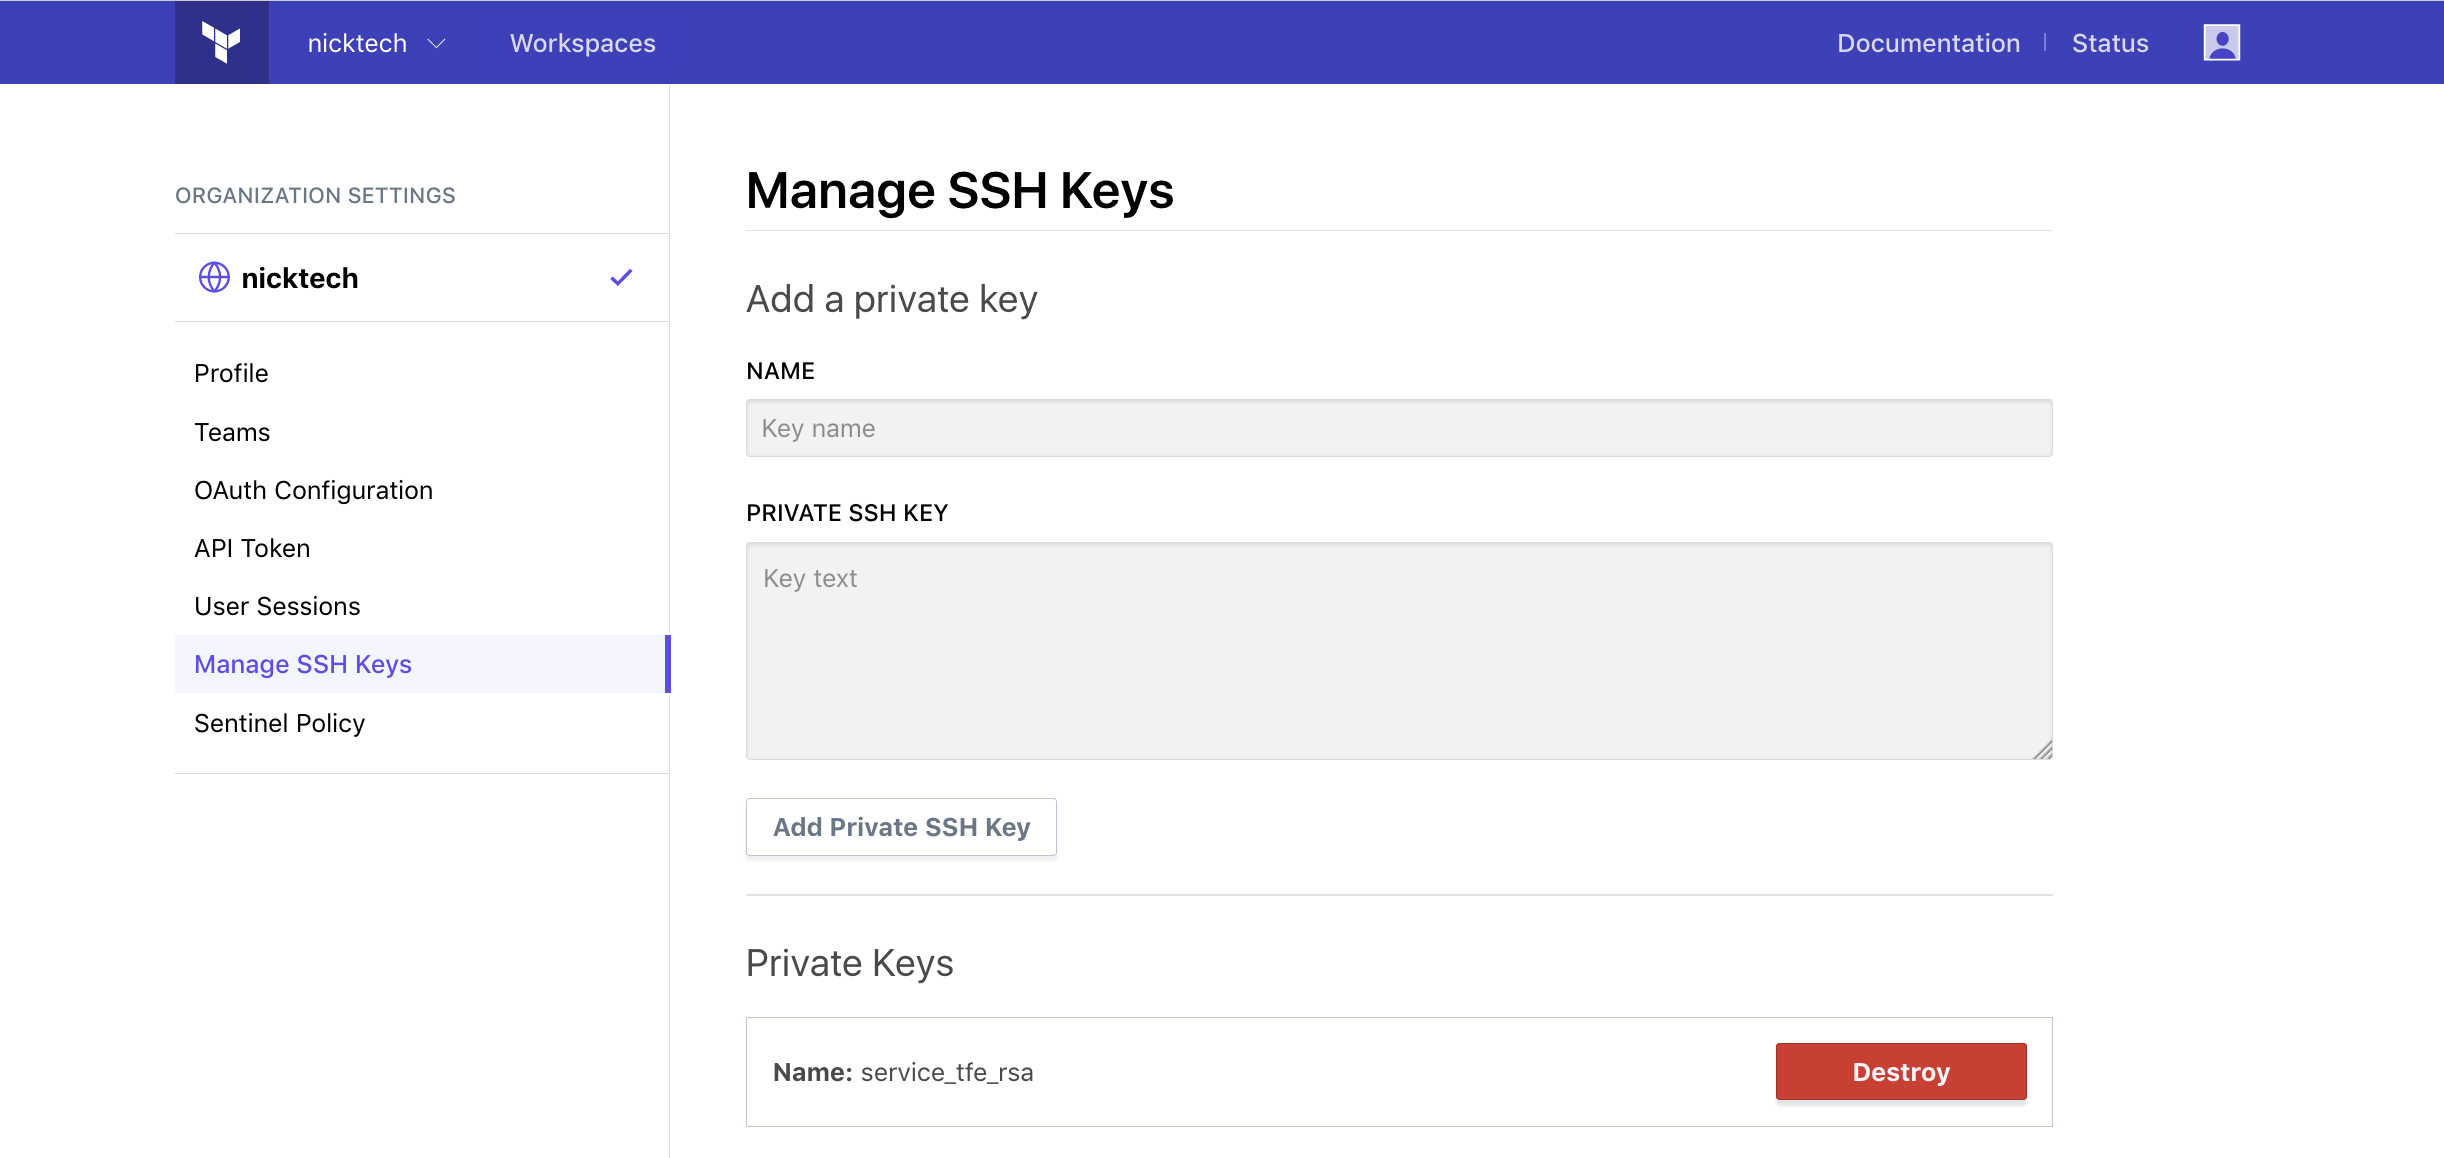 nicktech
Workspaces
Documentation
Status
ORGANIZATION SETTINGS
nicktech
Profile
Teams
OAuth Configuration
API Token
User Sessions
Manage SSH Keys
Sentinel Policy
Manage SSH Keys
Add a private key
NAME
Key name
PRIVATE SSH KEY
Key text
Add Private SSH Key
Private Keys
Name: service_tfe_rsa
Destroy